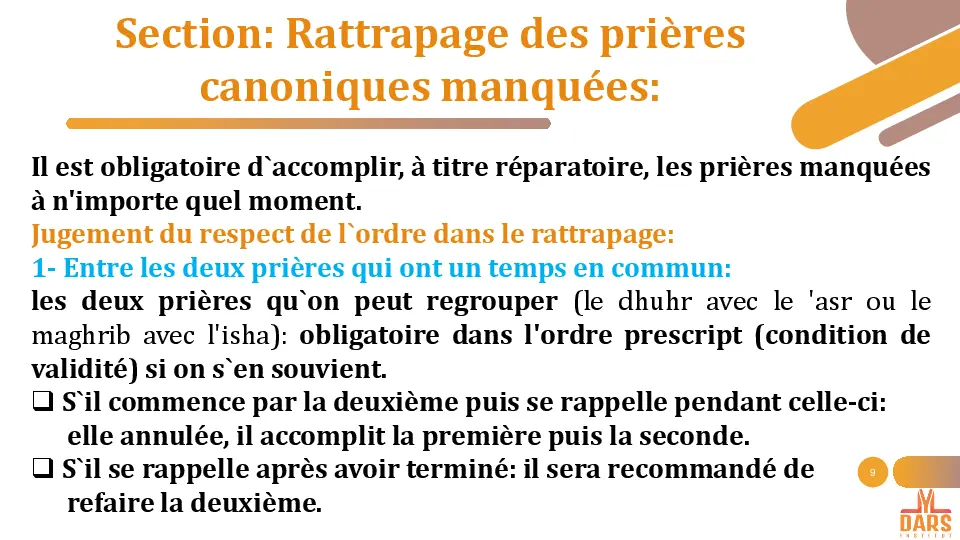 Section: Rattrapage des prières
canoniques manquées:
Il est obligatoire d`accomplir, à titre réparatoire, les prières manquées
à n'importe quel moment.
Jugement du respect de l`ordre dans le rattrapage:
1- Entre les deux prières qui ont un temps en commun:
les deux prières qu`on peut regrouper (le dhuhr avec le 'asr ou le
maghrib avec l'isha): obligatoire dans l'ordre prescript (condition de
validité) si on s`en souvient.
❑ S`il commence par la deuxième puis se rappelle pendant celle-ci:
elle annulée, il accomplit la première puis la seconde.
❑ S`il se rappelle après avoir terminé: il sera recommandé de
refaire la deuxième.
9
DARS
INSTITUT